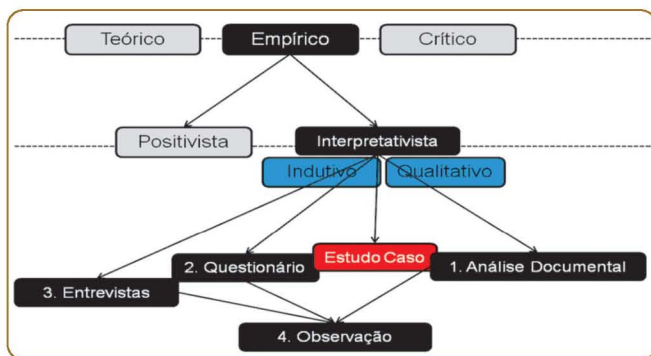 Teórico
Empírico
Crítico
Positivista
Interpretativista
Indutivo
Qualitativo
Estudo Caso
2. Questionário
1. Análise Documental
3. Entrevistas
4. Observação